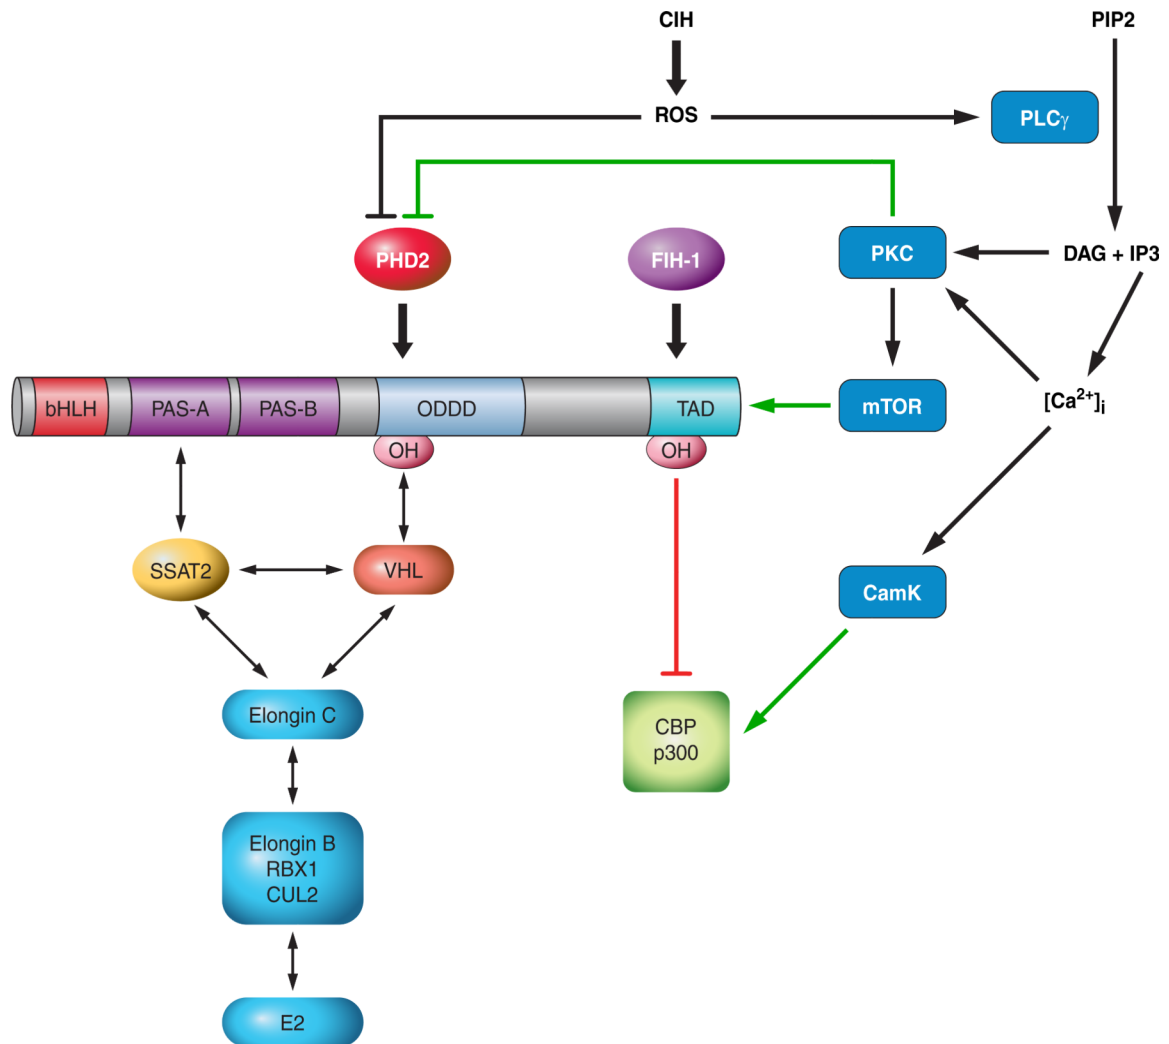 CIH
PIP2
ROS
PLCγ
PHD2
FIH-1
PKC
DAG + IP3
bHLH
PAS-A
PAS-B
ODDD
TAD
mTOR
[Ca²⁺]ᵢ
OH
OH
SSAT2
VHL
CamK
Elongin C
CBP
p300
Elongin B
RBX1
CUL2
E2